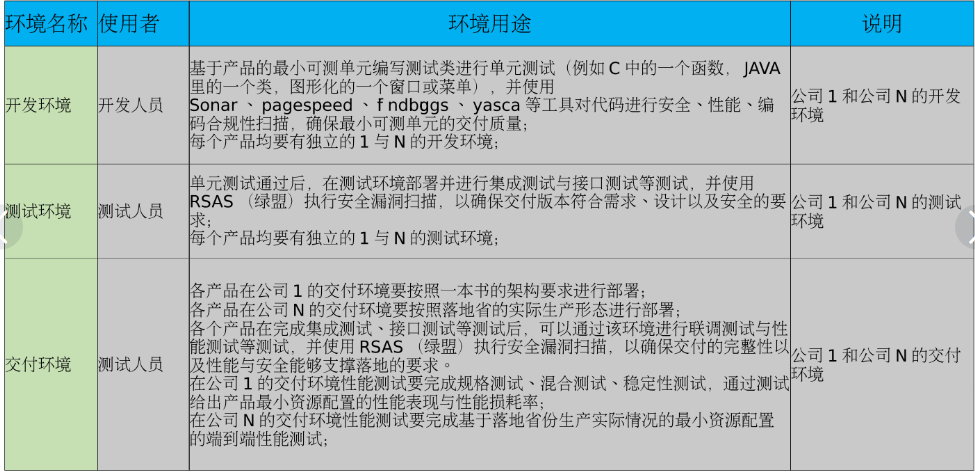 环境名称 使用者 环境用途 说明
开发环境
开发人员
基于产品的最小可测单元编写测试类进行单元测试（例如 C 中的一个函数， JAVA
里的一个类，图形化的一个窗口或菜单），并使用
Sonar 、 pagespeed 、 f ndbggs 、 yasca 等工具对代码进行安全、性能、编
码合规性扫描，确保最小可测单元的交付质量；
每个产品均要有独立的 1 与 N 的开发环境；
公司 1 和公司 N 的开发
环境
测试环境
测试人员
单元测试通过后，在测试环境部署并进行集成测试与接口测试等测试，并使用
RSAS （绿盟）执行安全漏洞扫描，以确保交付版本符合需求、设计以及安全的要
求；
每个产品均要有独立的 1 与 N 的测试环境；
公司 1 和公司 N 的测试
环境
交付环境
测试人员
各产品在公司 1 的交付环境要按照一本书的架构要求进行部署；
各产品在公司 N 的交付环境要按照落地省的实际生产形态进行部署；
各个产品在完成集成测试、接口测试等测试后，可以通过该环境进行联调测试与性
能测试等测试，并使用 RSAS （绿盟）执行安全漏洞扫描，以确保交付的完整性以
及性能与安全能够支撑落地的要求。
在公司 1 的交付环境性能测试要完成规格测试、混合测试、稳定性测试，通过测试
给出产品最小资源配置的性能表现与性能损耗率；
在公司 N 的交付环境性能测试要完成基于落地省份生产实际情况的最小资源配置
的端到端性能测试；
公司 1 和公司 N 的交付
环境